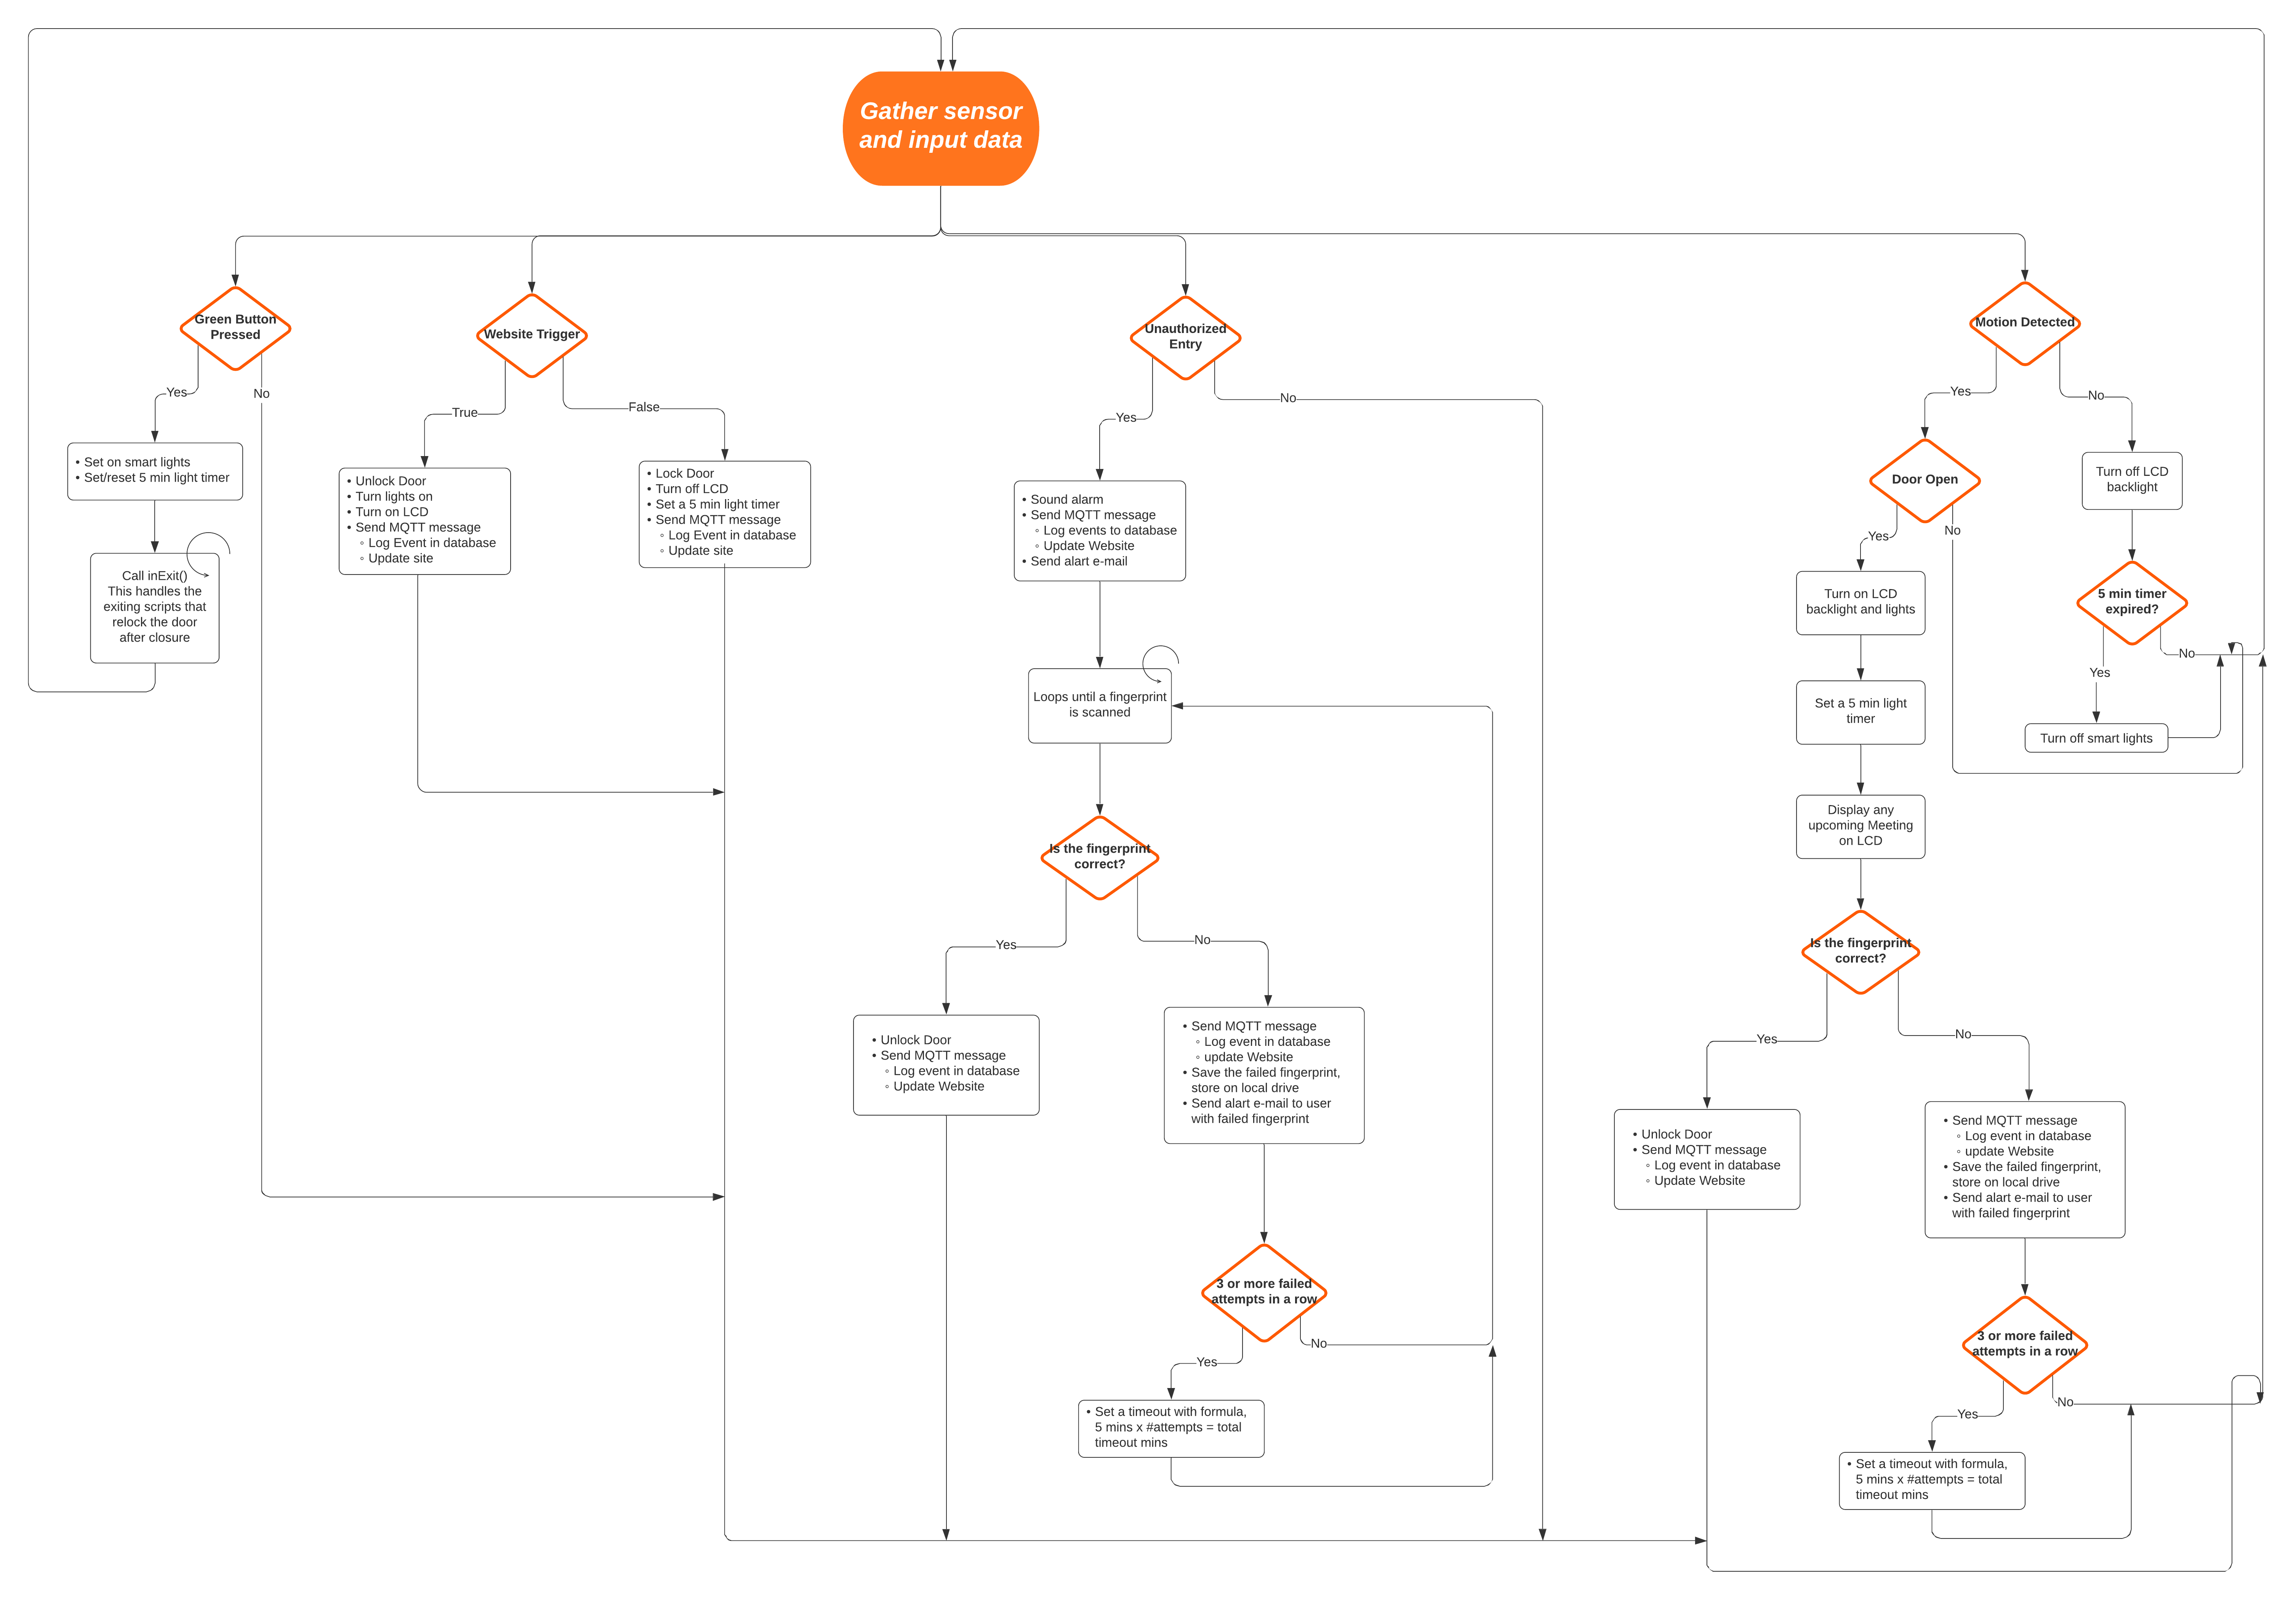 Gather sensor
and input data
Green Button
Pressed
Yes
No
• Set on smart lights
• Set/reset 5 min light timer
Call inExit()
This handles the
exiting scripts that
relock the door
after closure
Website Trigger
True
False
• Unlock Door
• Turn lights on
• Turn on LCD
• Send MQTT message
◦ Log Event in database
◦ Update site
• Lock Door
• Turn off LCD
• Set a 5 min light timer
• Send MQTT message
◦ Log Event in database
◦ Update site
Unauthorized
Entry
Yes
No
• Sound alarm
• Send MQTT message
◦ Log events to database
◦ Update Website
• Send alart e-mail
Loops until a fingerprint
is scanned
Is the fingerprint
correct?
Yes
No
• Unlock Door
• Send MQTT message
◦ Log event in database
◦ Update Website
• Send MQTT message
◦ Log event in database
◦ update Website
• Save the failed fingerprint,
store on local drive
• Send alart e-mail to user
with failed fingerprint
3 or more failed
attempts in a row
Yes
No
• Set a timeout with formula,
5 mins x #attempts = total
timeout mins
Motion Detected
Yes
No
Door Open
Yes
No
Turn on LCD
backlight and lights
Set a 5 min light
timer
Display any
upcoming Meeting
on LCD
Is the fingerprint
correct?
Yes
No
• Unlock Door
• Send MQTT message
◦ Log event in database
◦ Update Website
• Send MQTT message
◦ Log event in database
◦ update Website
• Save the failed fingerprint,
store on local drive
• Send alart e-mail to user
with failed fingerprint
3 or more failed
attempts in a row
Yes
No
• Set a timeout with formula,
5 mins x #attempts = total
timeout mins
Turn off LCD
backlight
5 min timer
expired?
Yes
No
Turn off smart lights